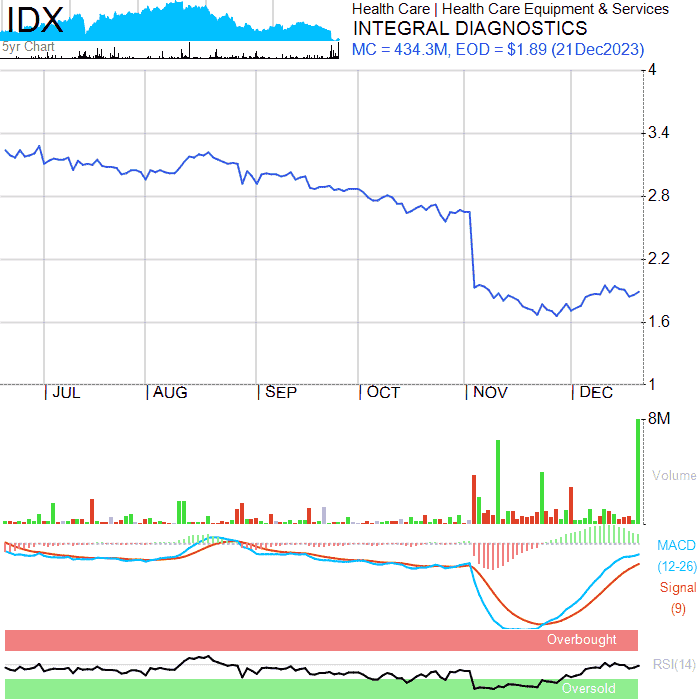 IDX
5yr Chart
Health Care | Health Care Equipment & Services
INTEGRAL DIAGNOSTICS
MC = 434.3M, EOD = $1.89 (21Dec2023)
4
3.4
2.8
2.2
1.6
1
| JUL | AUG | SEP | OCT | NOV | DEC
8M
Volume
MACD
(12-26)
Signal
(9)
Overbought
RSI(14)
Oversold